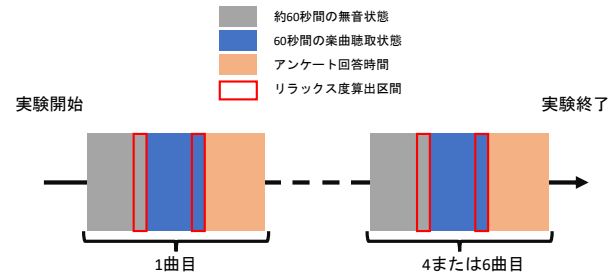 約60秒間の無音状態
60秒間の楽曲聴取状態
アンケート回答時間
リラックス度算出区間
実験開始
実験終了
1曲目
4または6曲目